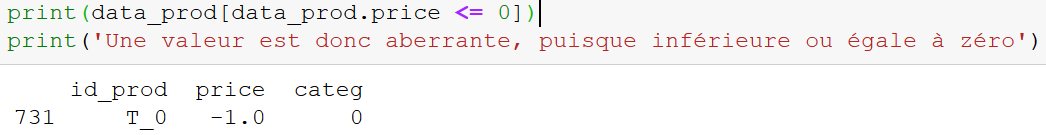 print(data_prod[data_prod.price <= 0])
print('Une valeur est donc aberrante, puisque inférieure ou égale à zéro')
id_prod price categ
731 T_0 -1.0 0